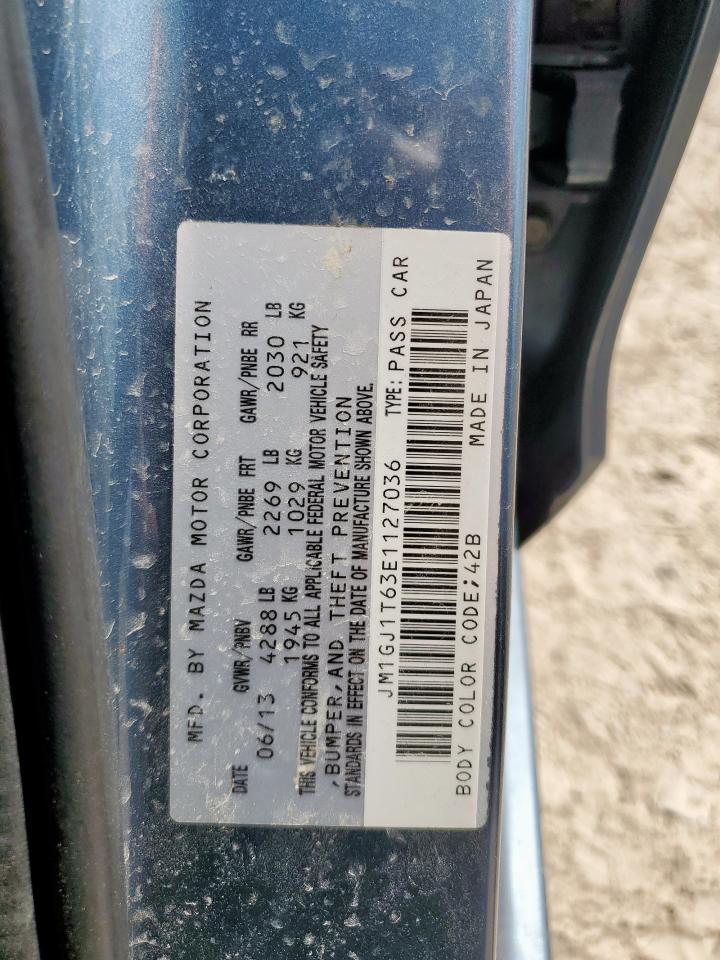 MFD. BY MAZDA MOTOR CORPORATION
DATE GVWR/PNBV GAWR/PNBE FRT GAWR/PNBE RR
06/13 4288 LB 2269 LB 2030 LB
1945 KG 1029 KG 921 KG
THIS VEHICLE CONFORMS TO ALL APPLICABLE FEDERAL MOTOR VEHICLE SAFETY
,BUMPER, AND THEFT PREVENTION
STANDARDS IN EFFECT ON THE DATE OF MANUFACTURE SHOWN ABOVE.
JM1GJ1T63E1127036 TYPE: PASS CAR
BODY COLOR CODE;42B MADE IN JAPAN